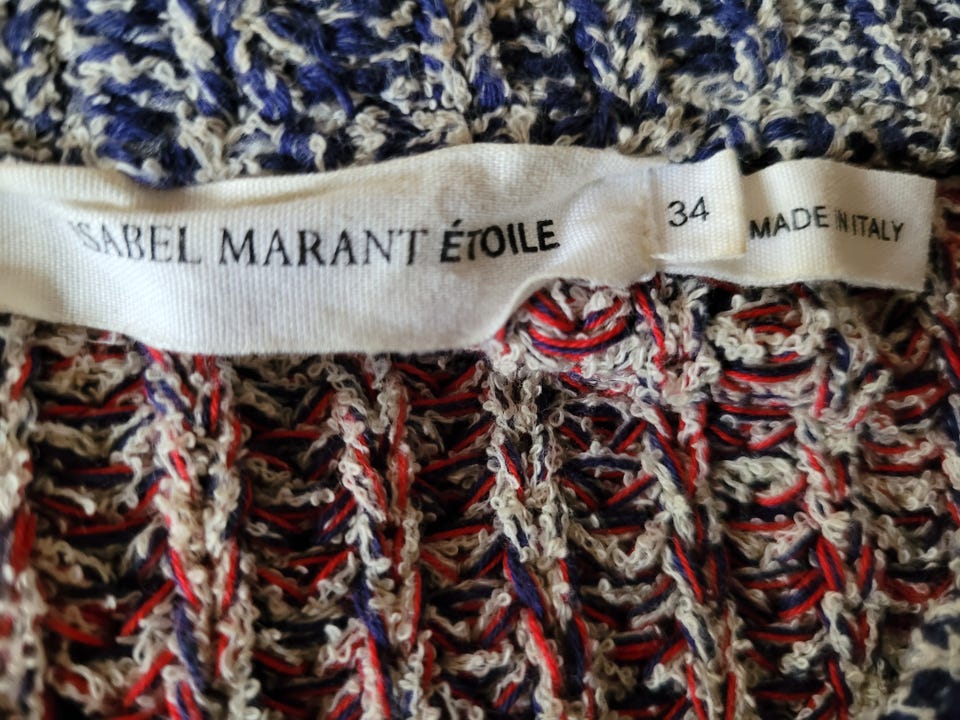 ISABEL MARANT ÉTOILE
34
MADE IN ITALY